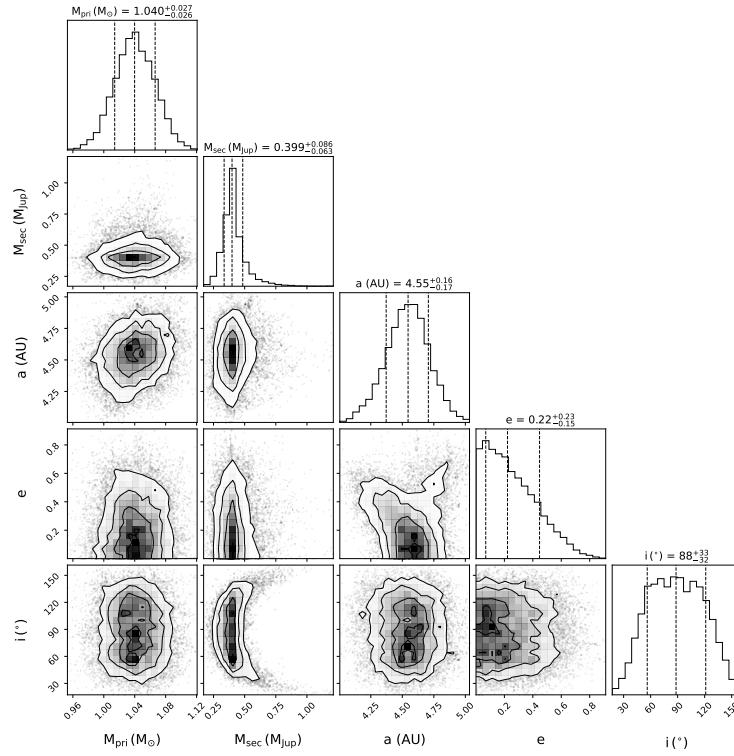 M_pri (M_⊙) = 1.040^{+0.027}_{-0.026}
M_sec (M_Jup) = 0.399^{+0.086}_{-0.063}
M_sec (M_Jup)
1.00
0.75
0.50
0.25
a (AU) = 4.55^{+0.16}_{-0.17}
a (AU)
5.00
4.75
4.50
4.25
e = 0.22^{+0.23}_{-0.15}
e
0.8
0.6
0.4
0.2
i (°) = 88^{+33}_{-32}
i (°)
150
120
90
60
30
0.96 1.00 1.04 1.08 1.12
0.25 0.50 0.75 1.00
4.25 4.50 4.75 5.00
0.2 0.4 0.6 0.8
30 60 90 120 150
M_pri (M_⊙) M_sec (M_Jup) a (AU) e i (°)